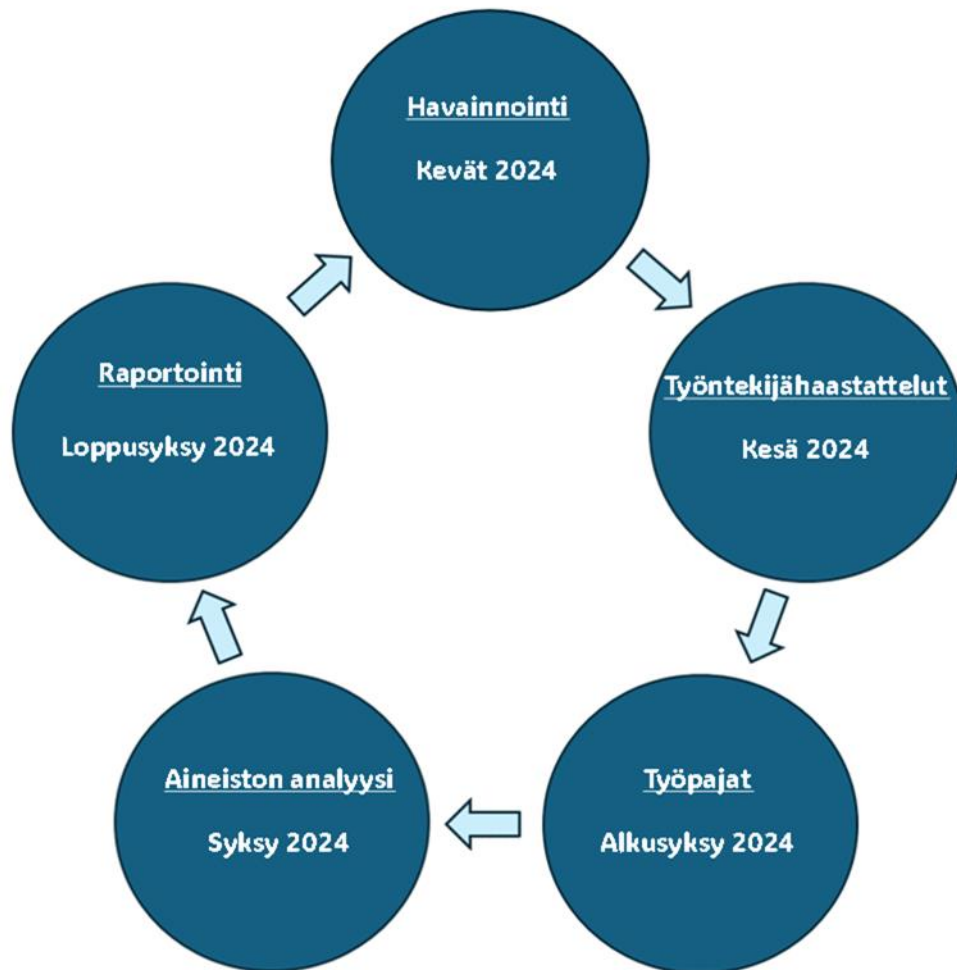 Havainnointi
Kevät 2024
Työntekijähaastattelut
Kesä 2024
Työpajat
Alkusyksy 2024
Aineiston analyysi
Syksy 2024
Raportointi
Loppusyksy 2024